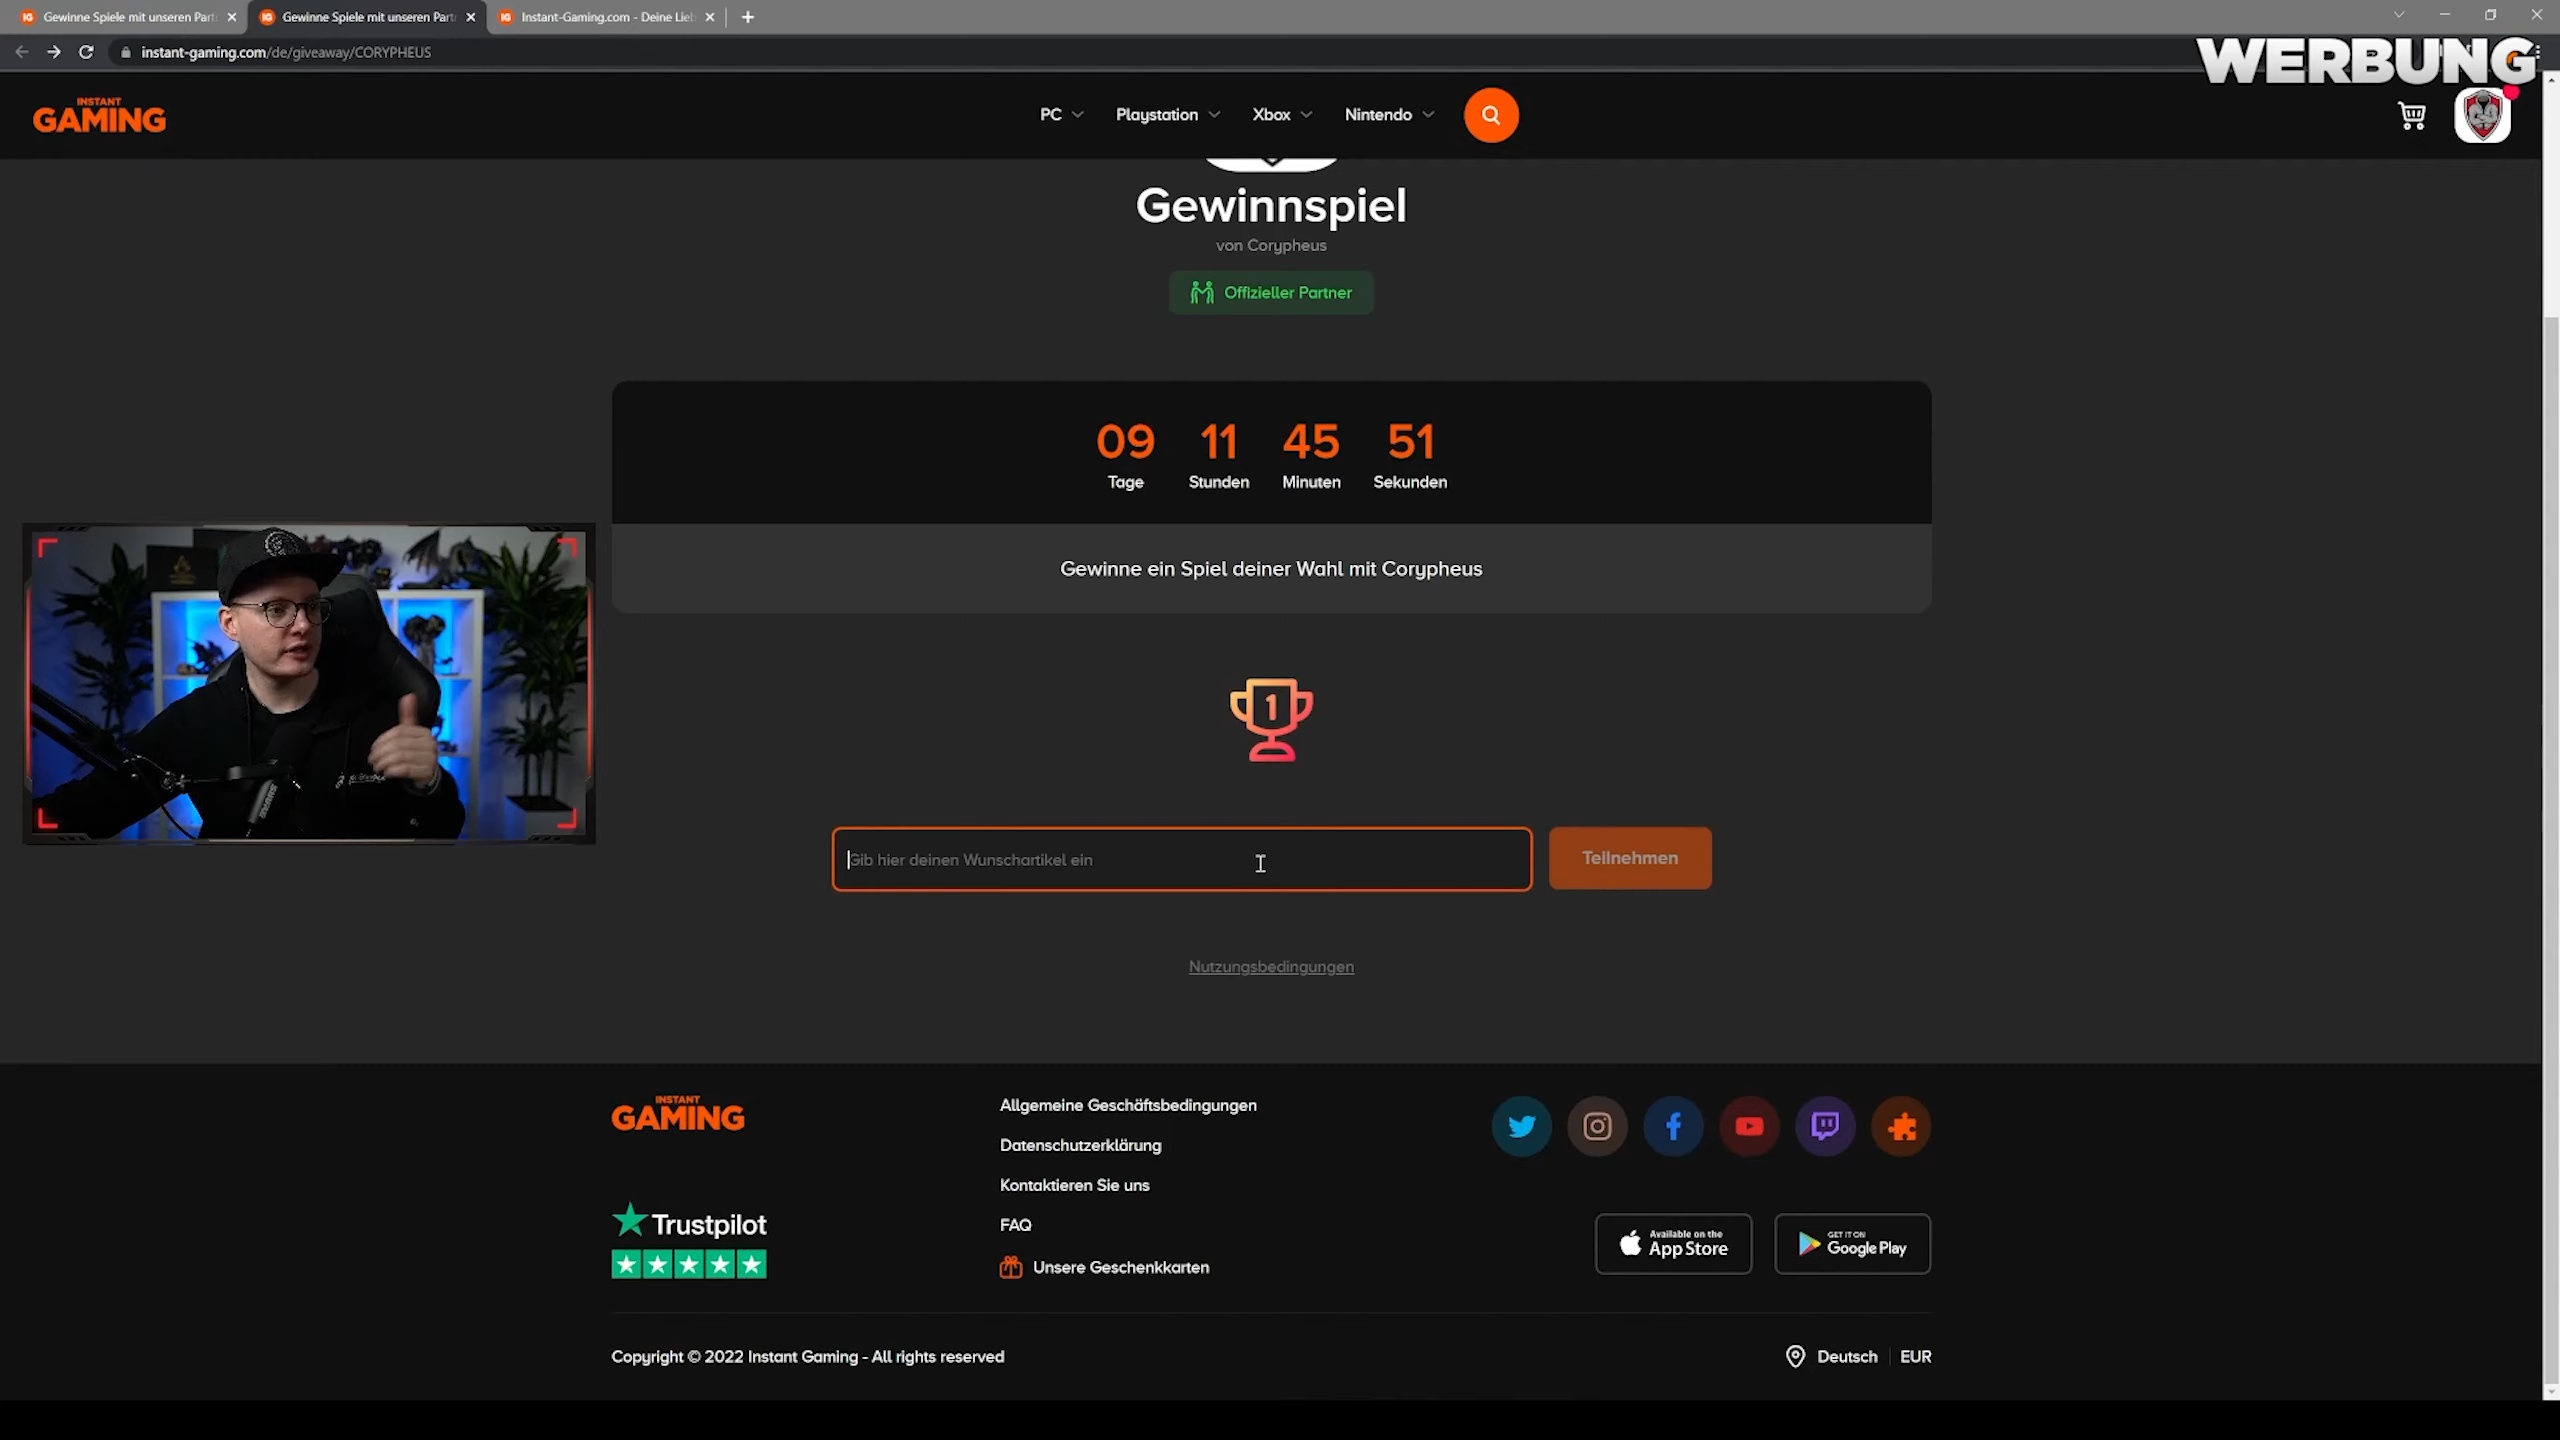 Gewinne Spiele mit unseren Part
Gewinne Spiele mit unseren Part
Instant-Gaming.com - Deine Lieb
instant-gaming.com/de/giveaway/CORYPHEUS
WERBUNG
INSTANT
GAMING
PC
Playstation
Xbox
Nintendo
Gewinnspiel
von Corypheus
Offizieller Partner
09 11 45 51
Tage Stunden Minuten Sekunden
Gewinne ein Spiel deiner Wahl mit Corypheus
1
Gib hier deinen Wunschartikel ein
Teilnehmen
Nutzungsbedingungen
INSTANT
GAMING
Trustpilot
Allgemeine Geschäftsbedingungen
Datenschutzerklärung
Kontaktieren Sie uns
FAQ
Unsere Geschenkkarten
Available on the
App Store
GET IT ON
Google Play
Copyright © 2022 Instant Gaming - All rights reserved
Deutsch
EUR